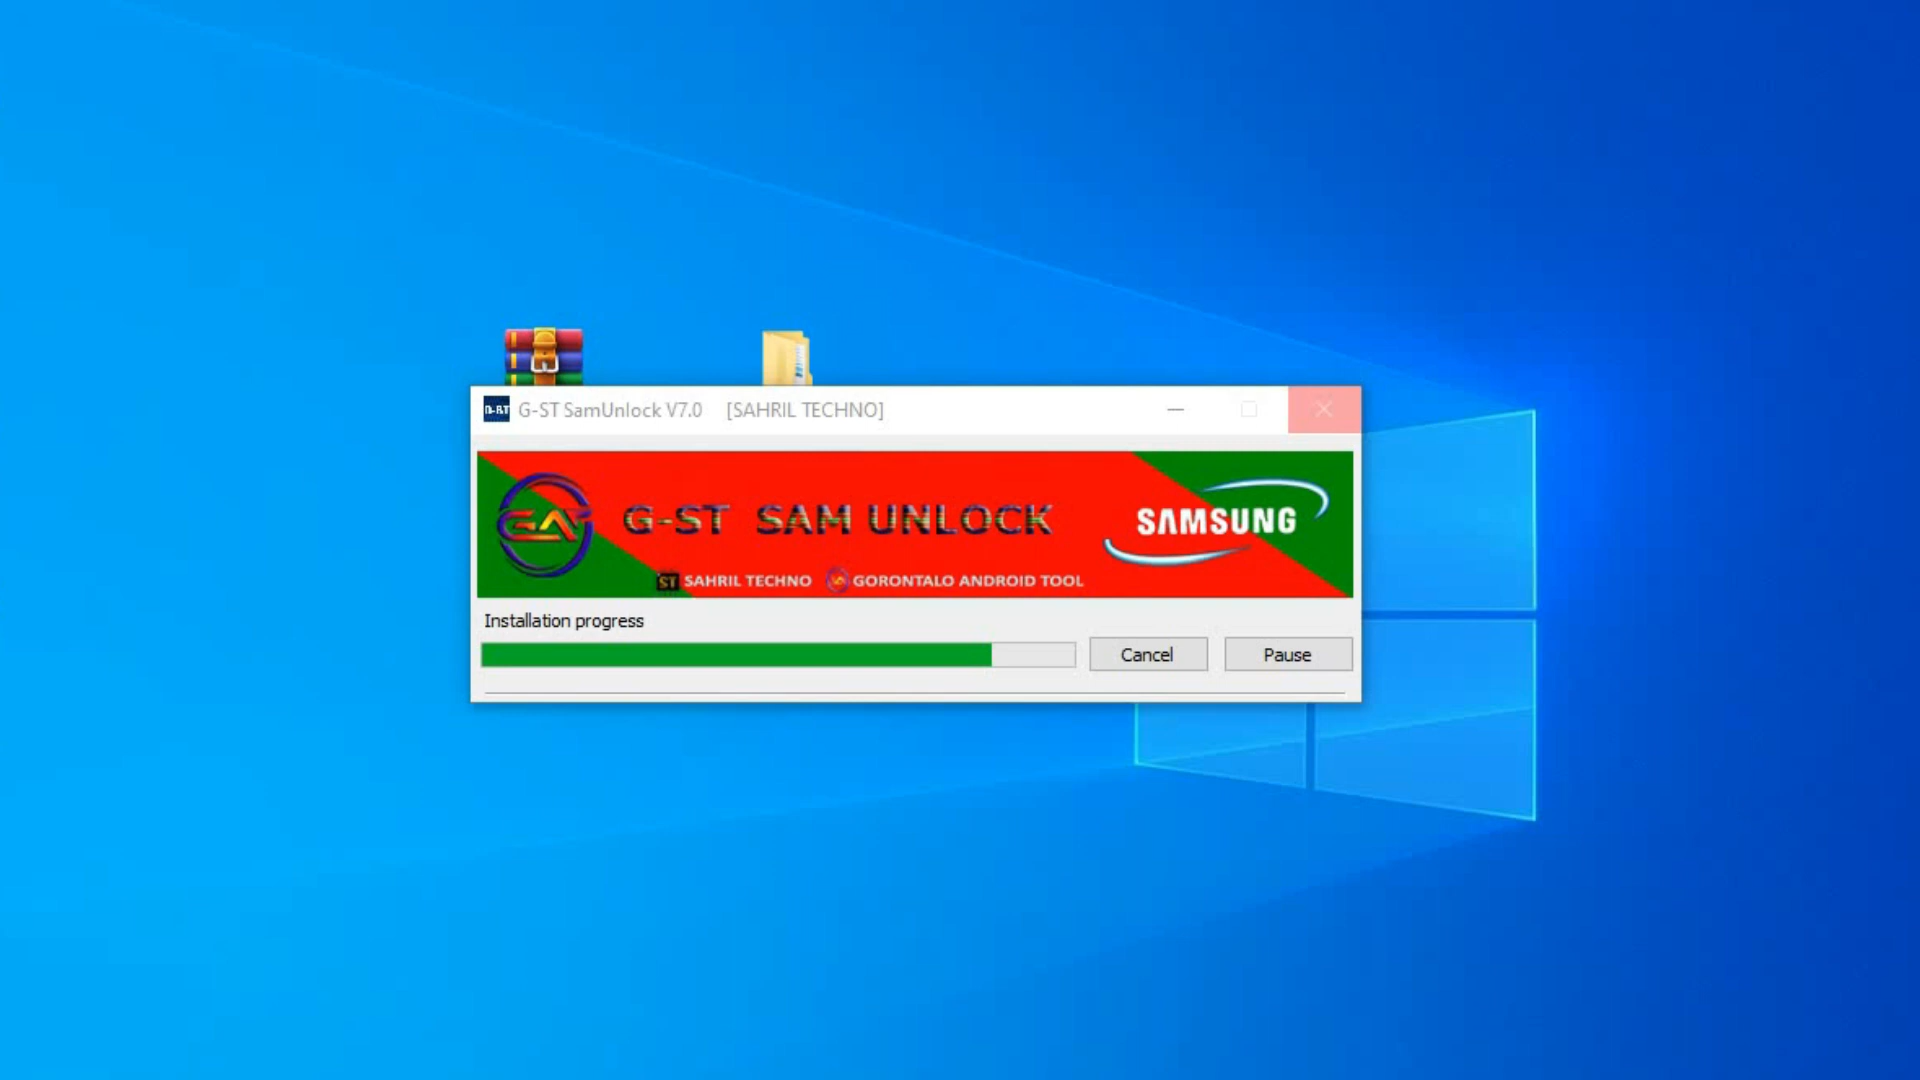 G-ST SamUnlock V7.0 [SAHRIL TECHNO]
G-ST SAM UNLOCK
SAMSUNG
ST SAHRIL TECHNO GORONTALO ANDROID TOOL
Installation progress
Cancel Pause